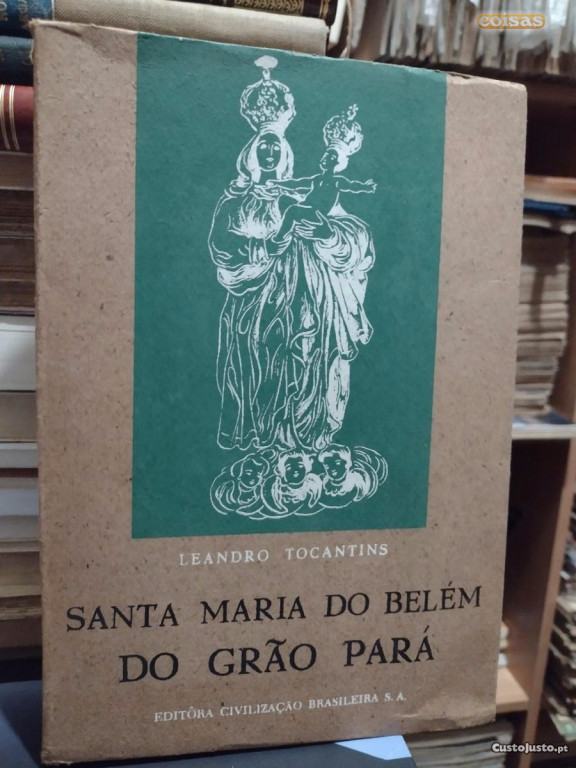 coisas
LEANDRO TOCANTINS
SANTA MARIA DO BELÉM
DO GRÃO PARÁ
EDITÔRA CIVILIZAÇÃO BRASILEIRA S. A.
CustoJusto.pt